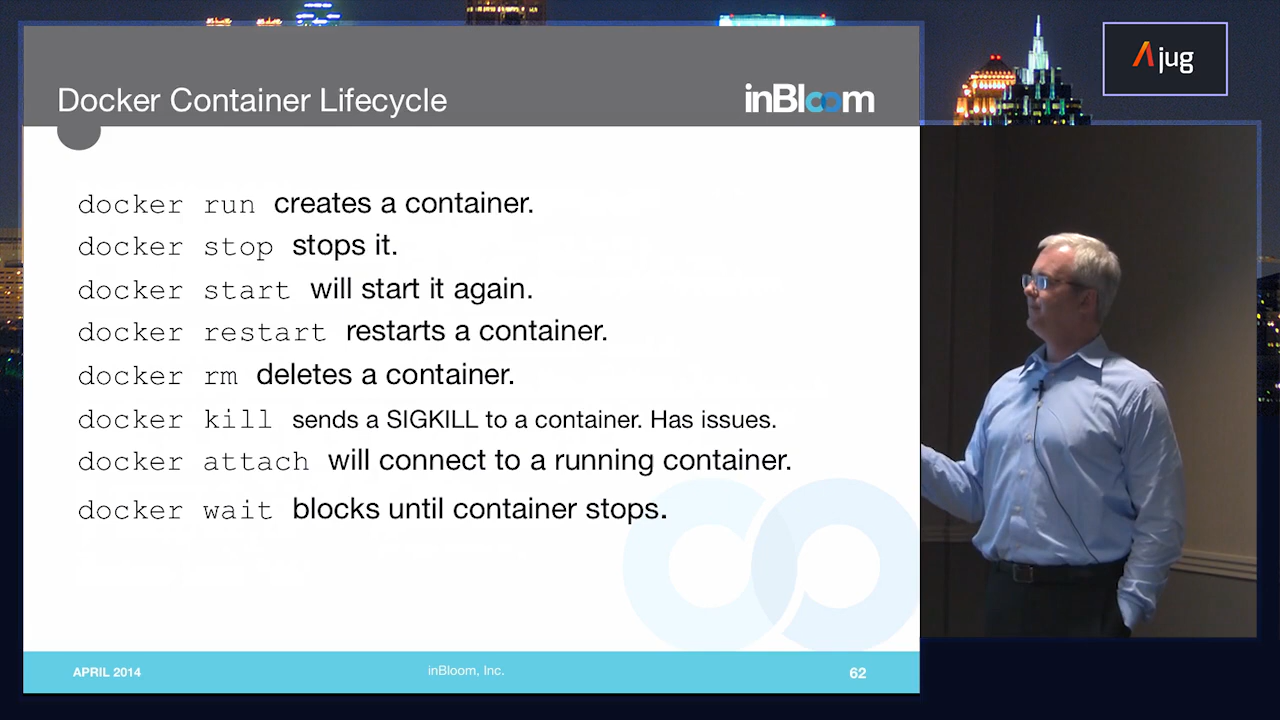 Docker Container Lifecycle
inBloom
Ajug
docker run creates a container.
docker stop stops it.
docker start will start it again.
docker restart restarts a container.
docker rm deletes a container.
docker kill sends a SIGKILL to a container. Has issues.
docker attach will connect to a running container.
docker wait blocks until container stops.
APRIL 2014
inBloom, Inc.
62